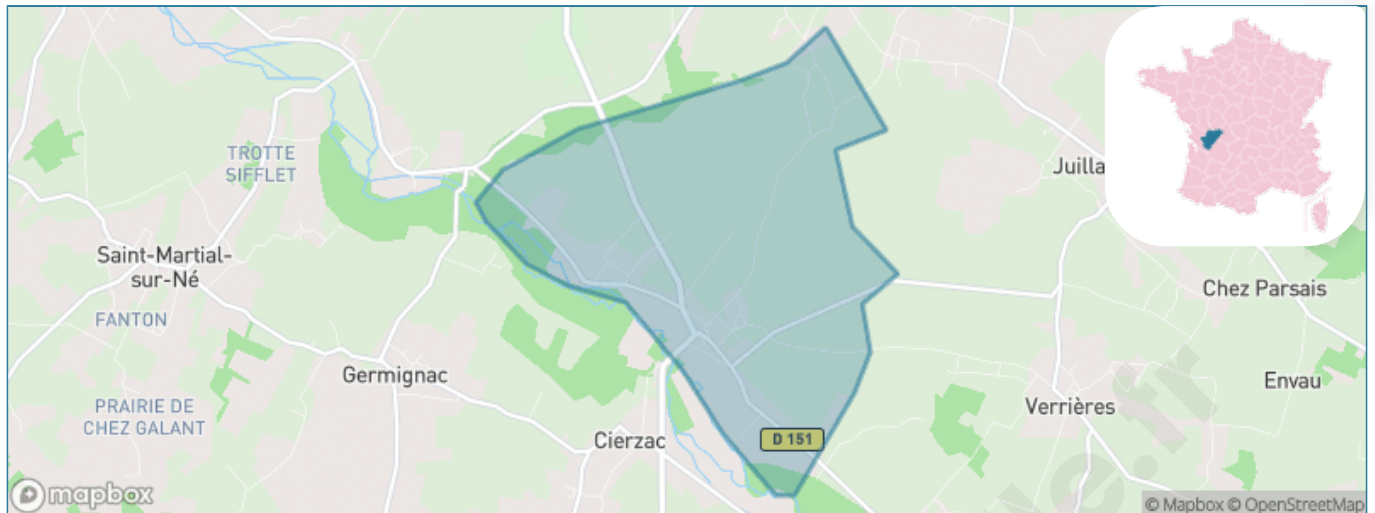 TROTTE
SIFFLET
Juilla
Saint-Martial-
sur-Né
Chez Parsais
FANTON
Germignac
Envau
PRAIRIE DE
CHEZ GALANT
Verrières
Cierzac
D 151
mapbox
© Mapbox © OpenStreetMap